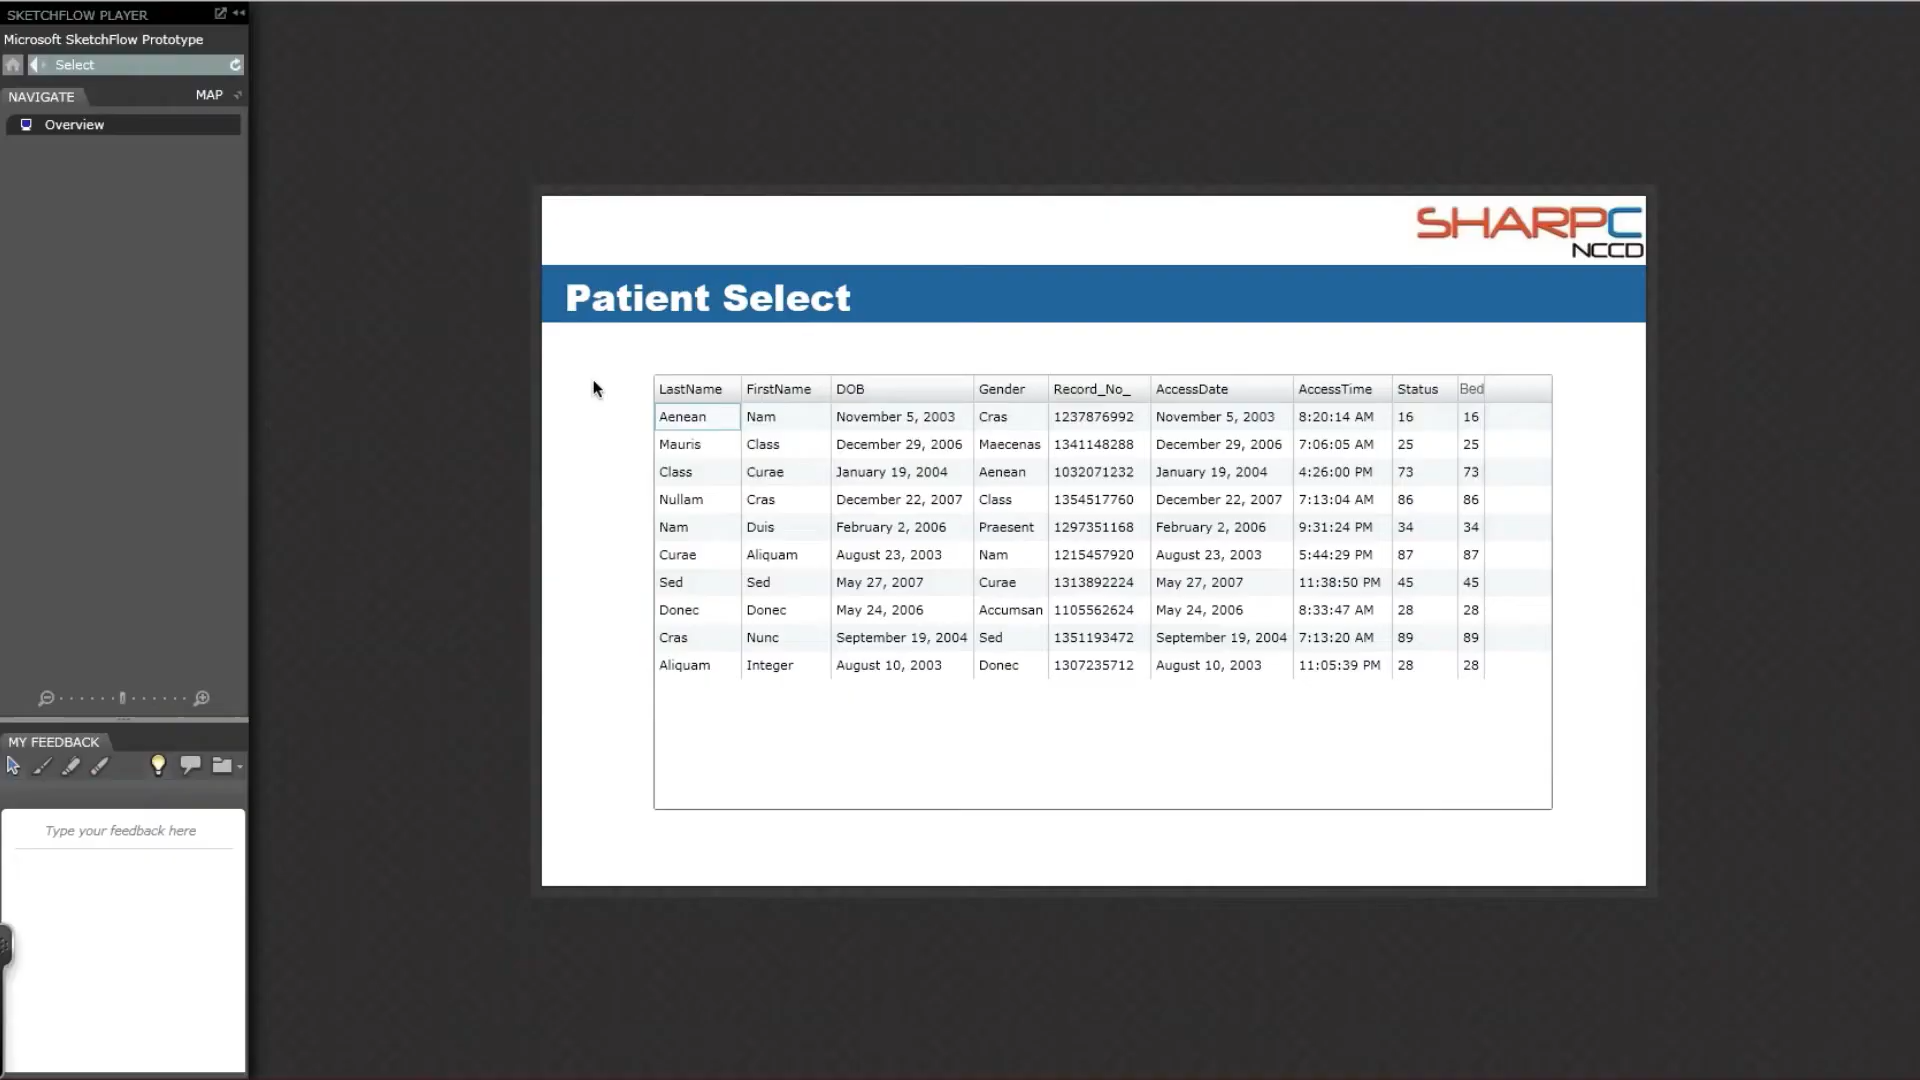 SKETCHFLOW PLAYER
Microsoft SketchFlow Prototype
Select
NAVIGATE MAP
Overview
SHARPC
NCCD
Patient Select
LastName FirstName DOB Gender Record_No_ AccessDate AccessTime Status Bed
Aenean Nam November 5, 2003 Cras 1237876992 November 5, 2003 8:20:14 AM 16 16
Mauris Class December 29, 2006 Maecenas 1341148288 December 29, 2006 7:06:05 AM 25 25
Class Curae January 19, 2004 Aenean 1032071232 January 19, 2004 4:26:00 PM 73 73
Nullam Cras December 22, 2007 Class 1354517760 December 22, 2007 7:13:04 AM 86 86
Nam Duis February 2, 2006 Praesent 1297351168 February 2, 2006 9:31:24 PM 34 34
Curae Aliquam August 23, 2003 Nam 1215457920 August 23, 2003 5:44:29 PM 87 87
Sed Sed May 27, 2007 Curae 1313892224 May 27, 2007 11:38:50 PM 45 45
Donec Donec May 24, 2006 Accumsan 1105562624 May 24, 2006 8:33:47 AM 28 28
Cras Nunc September 19, 2004 Sed 1351193472 September 19, 2004 7:13:20 AM 89 89
Aliquam Integer August 10, 2003 Donec 1307235712 August 10, 2003 11:05:39 PM 28 28
MY FEEDBACK
Type your feedback here